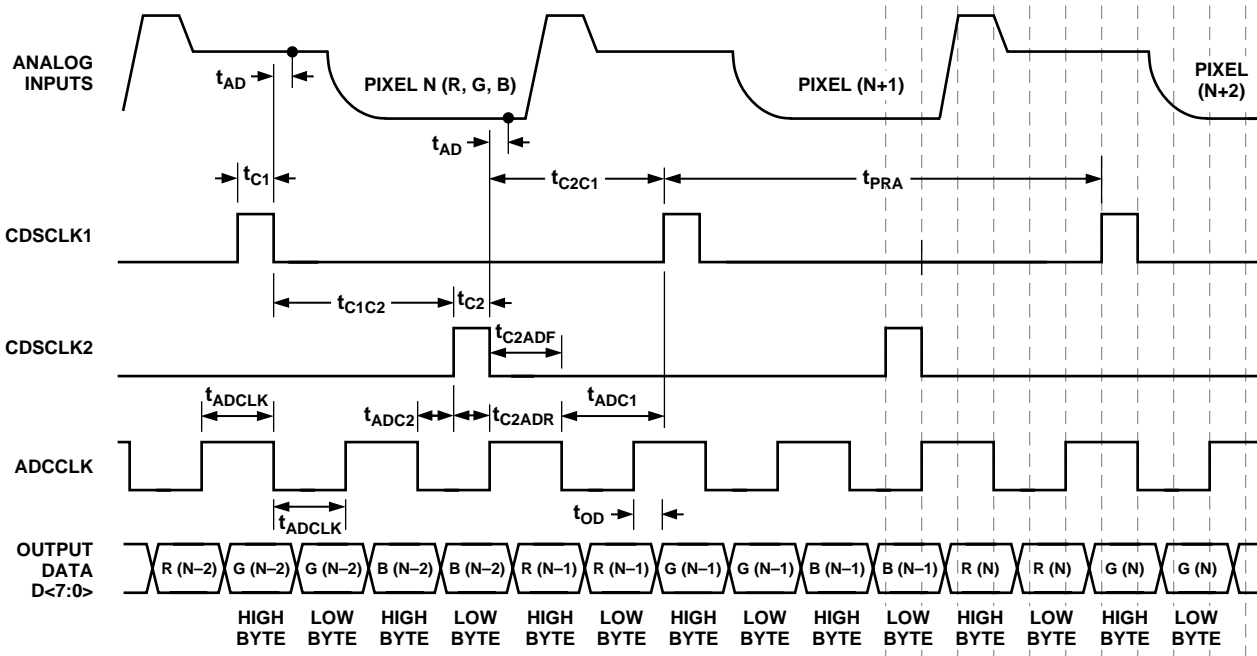 ANALOG
INPUTS
tAD
PIXEL N (R, G, B)
PIXEL (N+1)
PIXEL
(N+2)
tAD
tC1
tC2C1
tPRA
CDSCLK1
tC1C2
tC2
tC2ADF
CDSCLK2
tADCLK
tADC2
tC2ADR
tADC1
ADCCLK
tADCLK
tOD
OUTPUT
DATA
D<7:0>
R (N–2) G (N–2) G (N–2) B (N–2) B (N–2) R (N–1) R (N–1) G (N–1) G (N–1) B (N–1) B (N–1) R (N) R (N) G (N) G (N)
HIGH LOW HIGH LOW HIGH LOW HIGH LOW HIGH LOW HIGH LOW HIGH LOW
BYTE BYTE BYTE BYTE BYTE BYTE BYTE BYTE BYTE BYTE BYTE BYTE BYTE BYTE